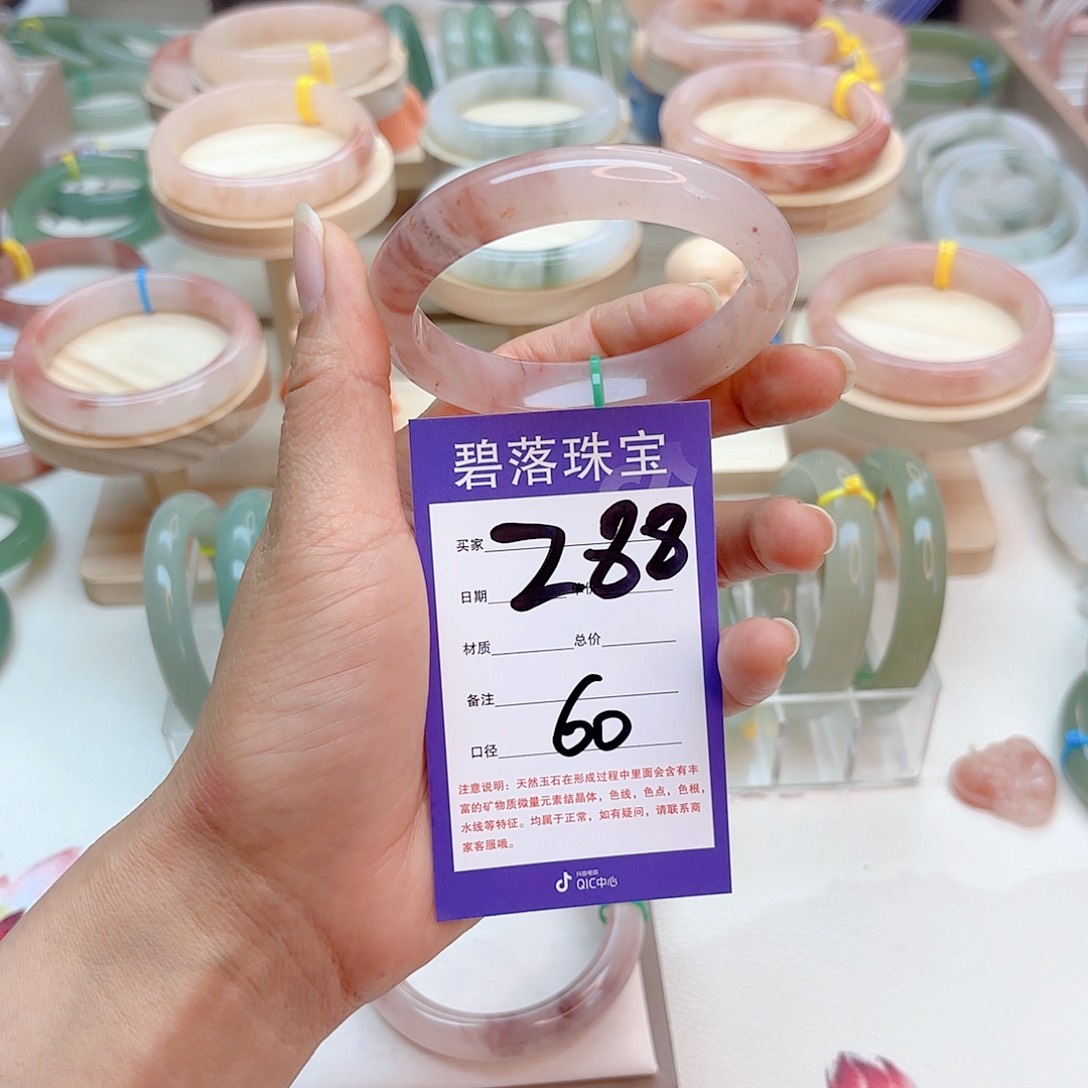 碧落珠宝
买家 288
日期
材质 总价
备注
口径 60
注意说明：天然玉石在形成过程中里面会含有丰
富的矿物质微量元素结晶体，色线，色点，色根，
水线等特征。均属于正常，如有疑问，请联系商
家客服哦。
抖音电商
QIC中心